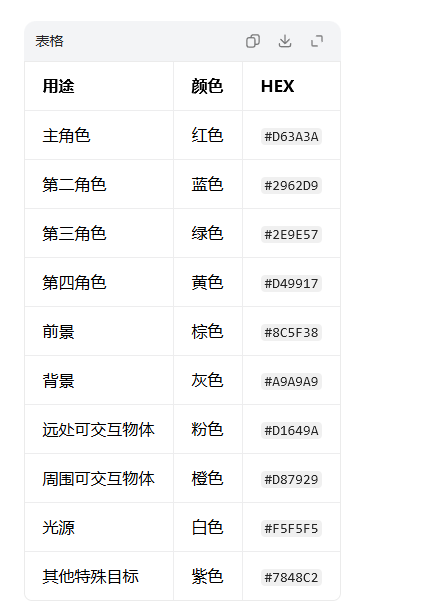 表格
用途 颜色 HEX
主角色 红色 #D63A3A
第二角色 蓝色 #2962D9
第三角色 绿色 #2E9E57
第四角色 黄色 #D49917
前景 棕色 #8C5F38
背景 灰色 #A9A9A9
远处可交互物体 粉色 #D1649A
周围可交互物体 橙色 #D87929
光源 白色 #F5F5F5
其他特殊目标 紫色 #7848C2